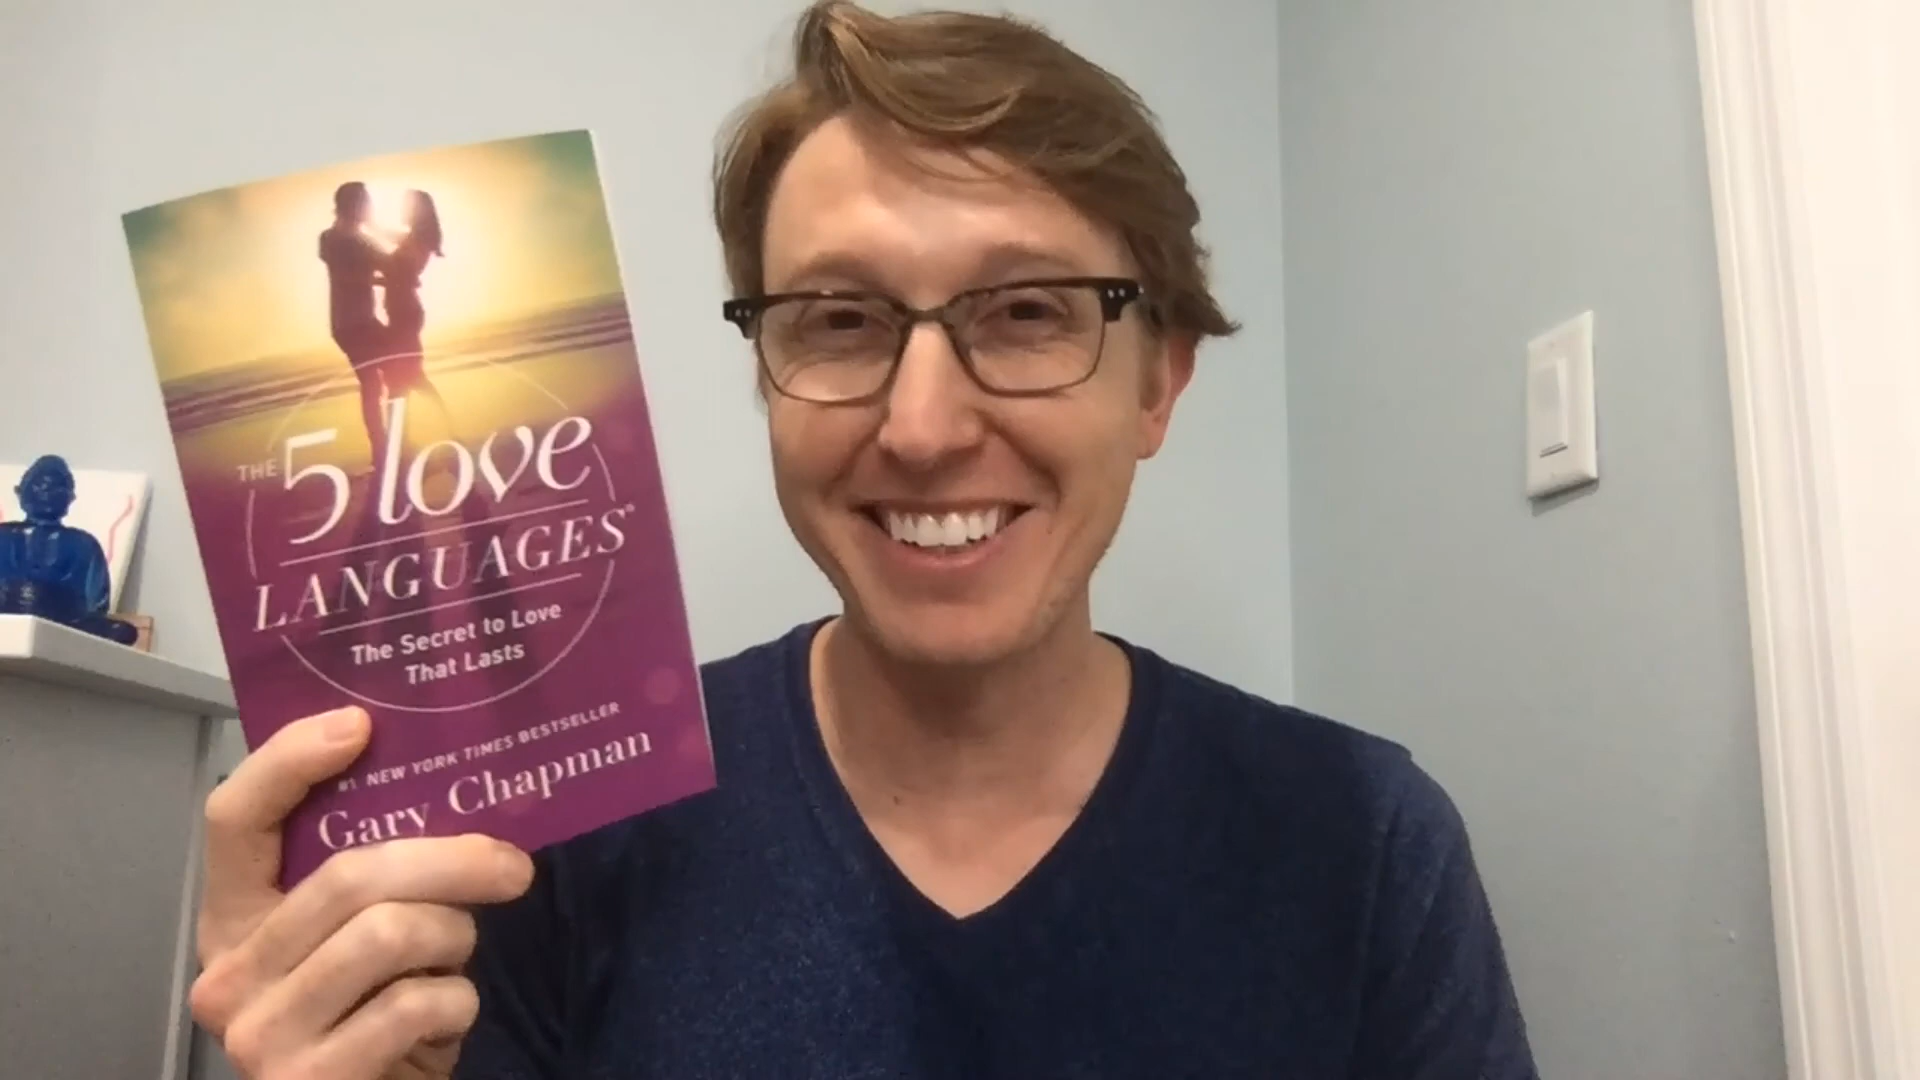 THE 5 love
LANGUAGES®
The Secret to Love
That Lasts
#1 NEW YORK TIMES BESTSELLER
Gary Chapman